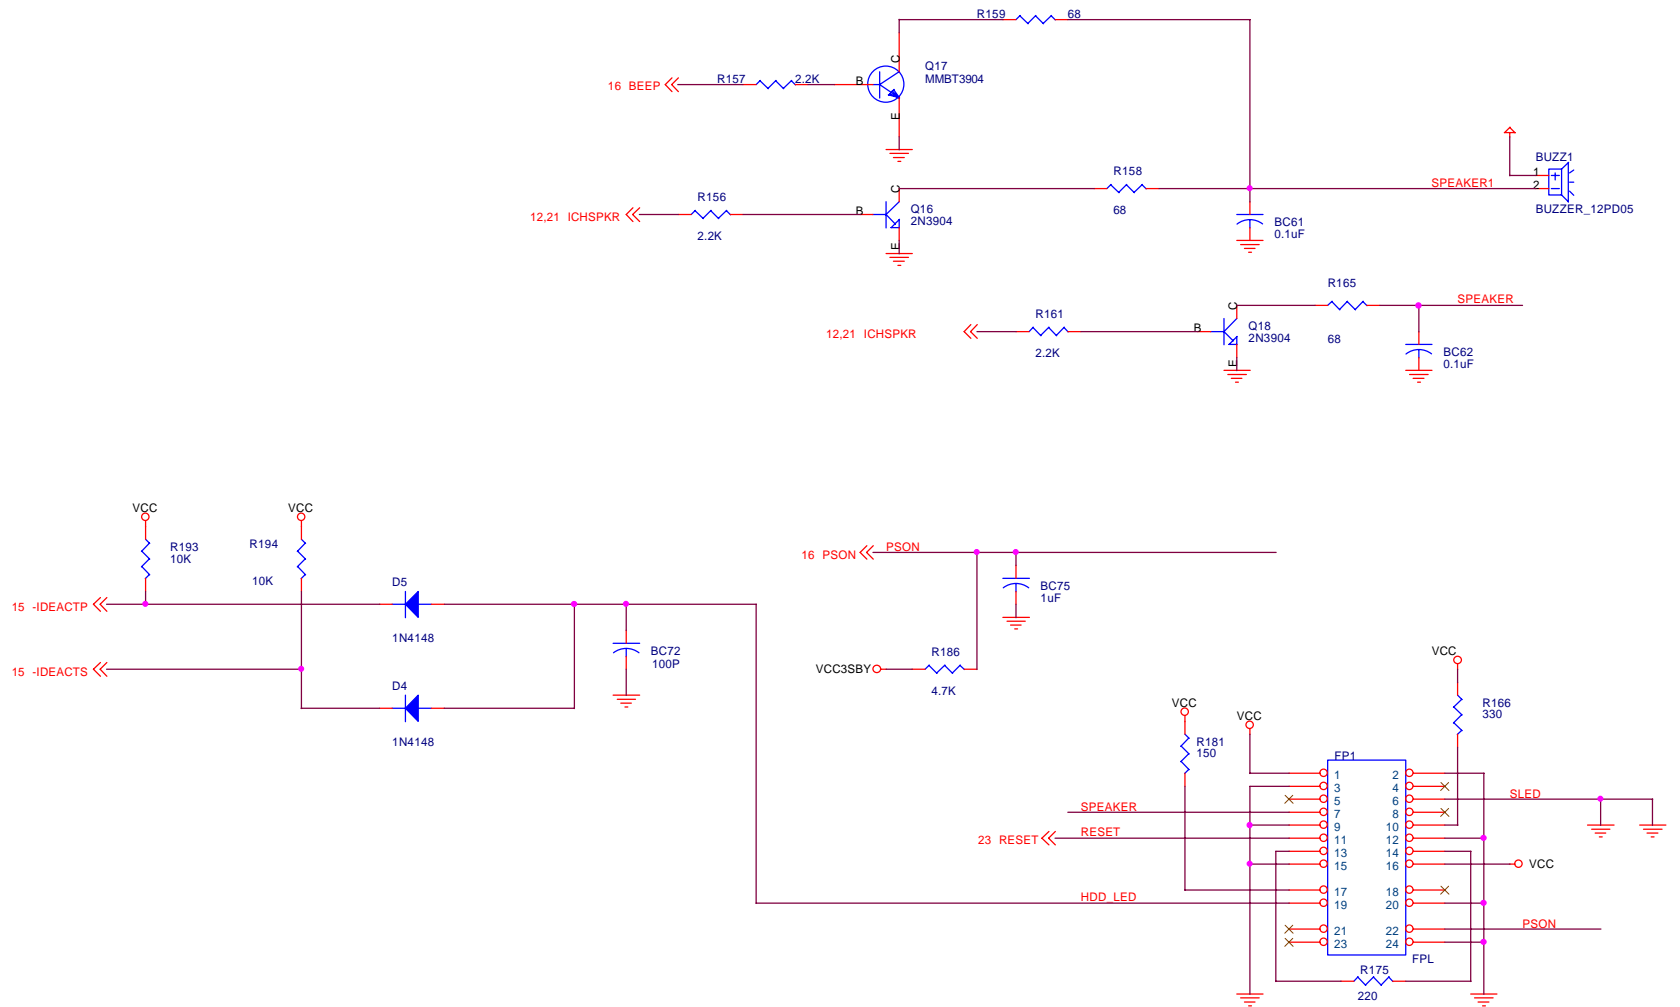 R159 68
Q17
MMBT3904
C
16 BEEP R157 2.2K B
E
BUZZ1
R158
SPEAKER1 1 +
2 −
BUZZER_12PD05
R156
C
12,21 ICHSPKR B Q16
2N3904
68
BC61
0.1uF
2.2K
E
R165
SPEAKER
R161
C
12,21 ICHSPKR B Q18
2N3904
68
BC62
0.1uF
2.2K
E
VCC VCC
R193
10K
R194
10K
16 PSON PSON
D5
BC75
1uF
15 -IDEACTP
1N4148
BC72
100P
15 -IDEACTS
VCC3SBY R186
4.7K
D4
1N4148
VCC
R166
330
VCC VCC
R181
150
FP1
1 2
3 4
5 6 SLED
SPEAKER 7 8
9 10
23 RESET RESET 11 12
13 14
15 16 VCC
17 18
HDD_LED 19 20
21 22 PSON
23 24
FPL
R175
220